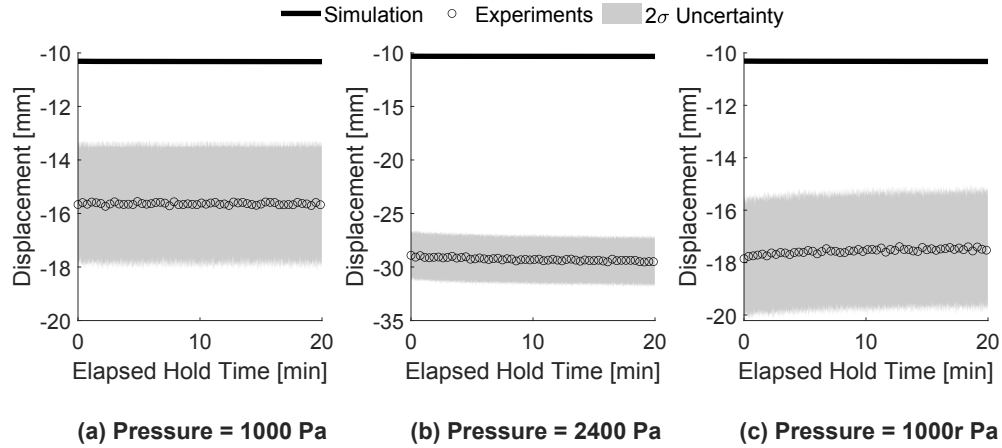 Simulation Experiments 2σ Uncertainty
-10
-12
-14
-16
-18
-20
0 10 20
Displacement [mm]
Elapsed Hold Time [min]
(a) Pressure = 1000 Pa
-10
-15
-20
-25
-30
-35
0 10 20
Displacement [mm]
Elapsed Hold Time [min]
(b) Pressure = 2400 Pa
-10
-12
-14
-16
-18
-20
0 10 20
Displacement [mm]
Elapsed Hold Time [min]
(c) Pressure = 1000r Pa